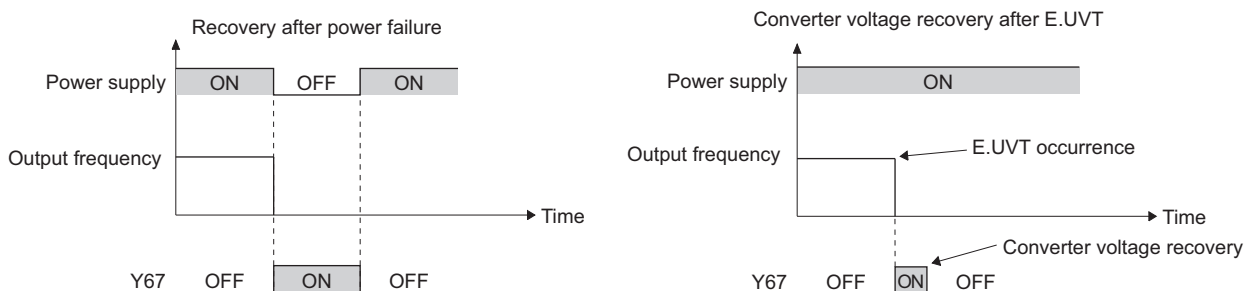 Recovery after power failure
Power supply ON OFF ON
Output frequency
Time
Y67 OFF ON OFF
Converter voltage recovery after E.UVT
Power supply ON
Output frequency
E.UVT occurrence
Time
Converter voltage recovery
Y67 OFF ON OFF